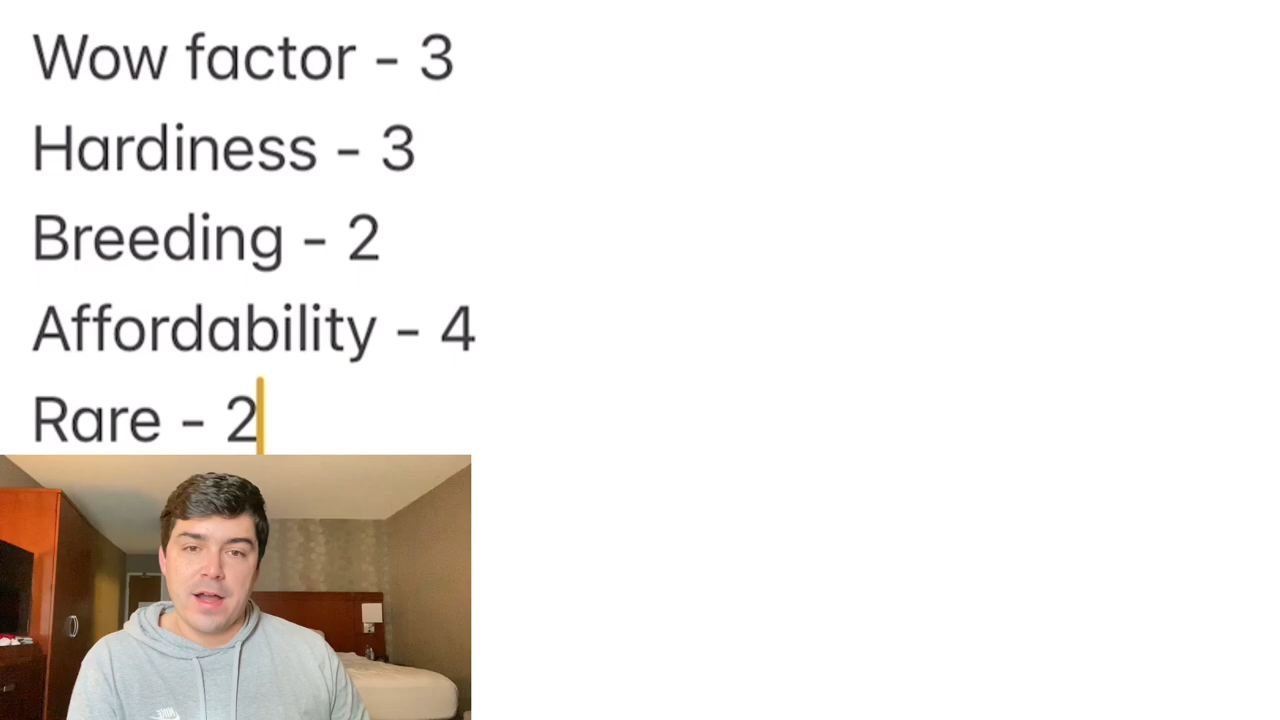 Wow factor - 3
Hardiness - 3
Breeding - 2
Affordability - 4
Rare - 2